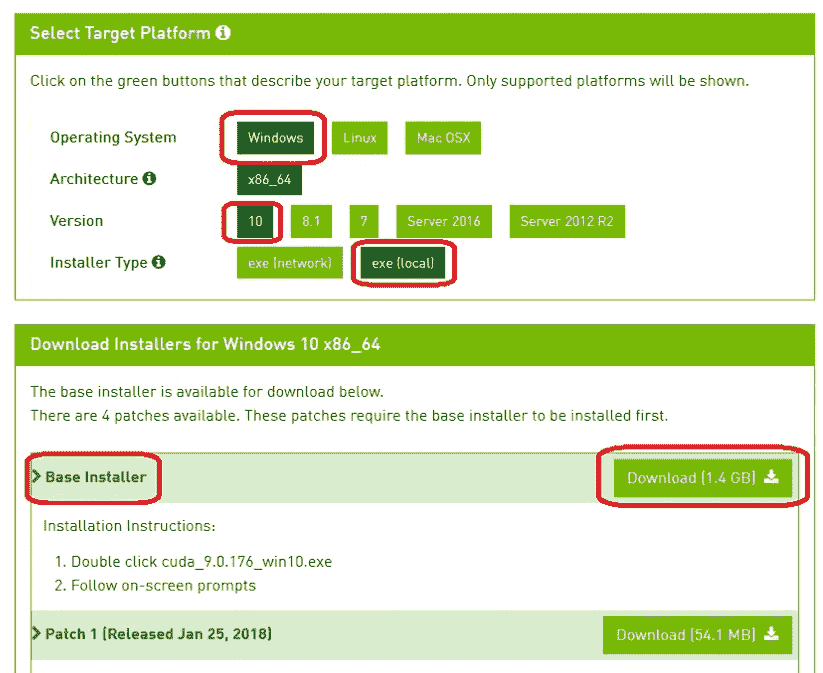 Select Target Platform
Click on the green buttons that describe your target platform. Only supported platforms will be shown.
Operating System Windows Linux Mac OSX
Architecture x86_64
Version 10 8.1 7 Server 2016 Server 2012 R2
Installer Type exe (network) exe (local)
Download Installers for Windows 10 x86_64
The base installer is available for download below.
There are 4 patches available. These patches require the base installer to be installed first.
Base Installer Download (1.4 GB)
Installation Instructions:
1. Double click cuda_9.0.176_win10.exe
2. Follow on-screen prompts
Patch 1 (Released Jan 25, 2018) Download (54.1 MB)